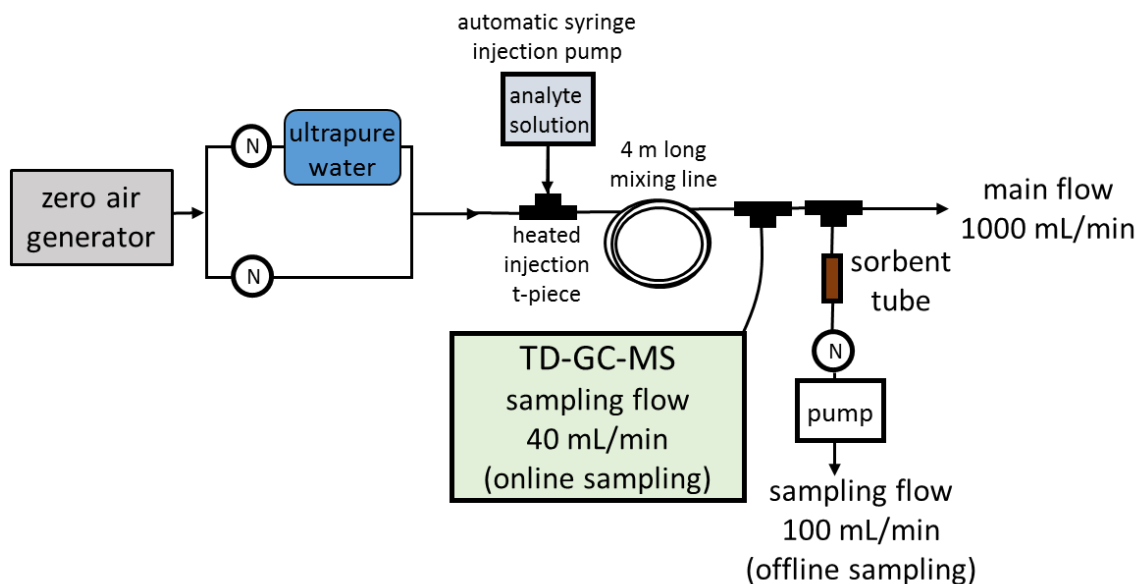 automatic syringe
injection pump
analyte
solution
N
ultrapure
water
zero air
generator
N
4 m long
mixing line
heated
injection
t-piece
main flow
1000 mL/min
sorbent
tube
N
pump
TD-GC-MS
sampling flow
40 mL/min
(online sampling)
sampling flow
100 mL/min
(offline sampling)